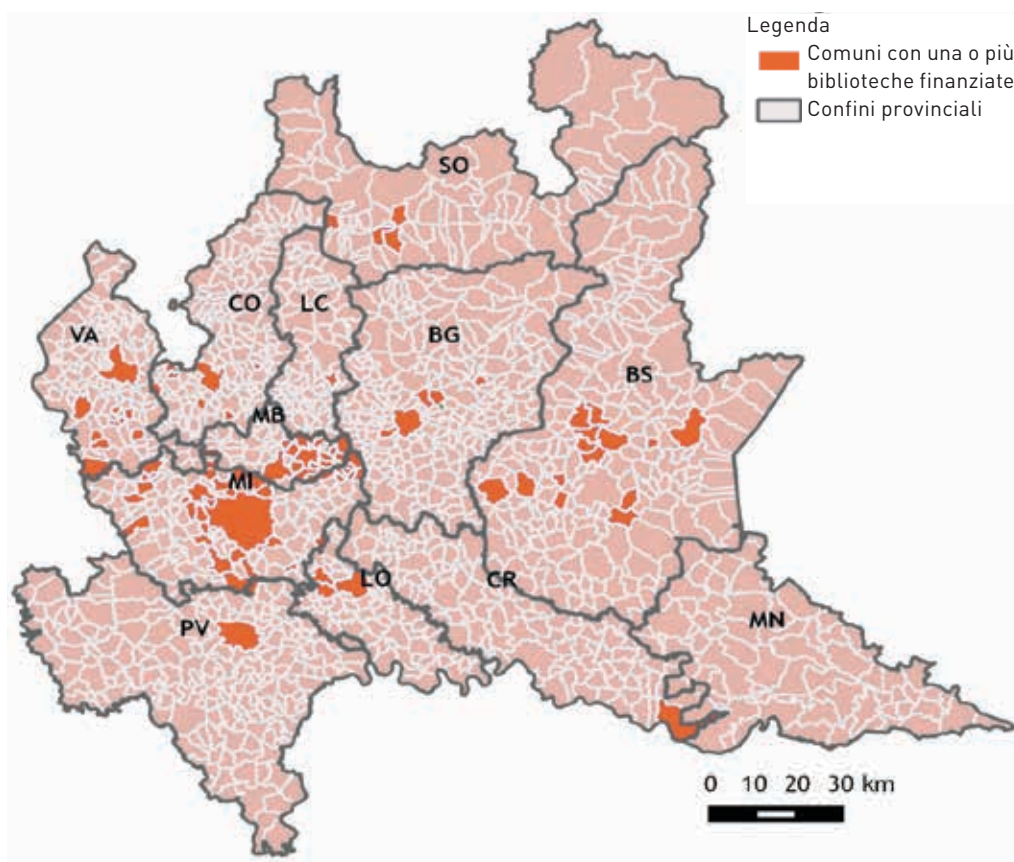 Legenda
Comuni con una o più
biblioteche finanziate
Confini provinciali
SO
CO
LC
VA
BG
BS
MB
MI
LO
CR
PV
MN
0 10 20 30 km